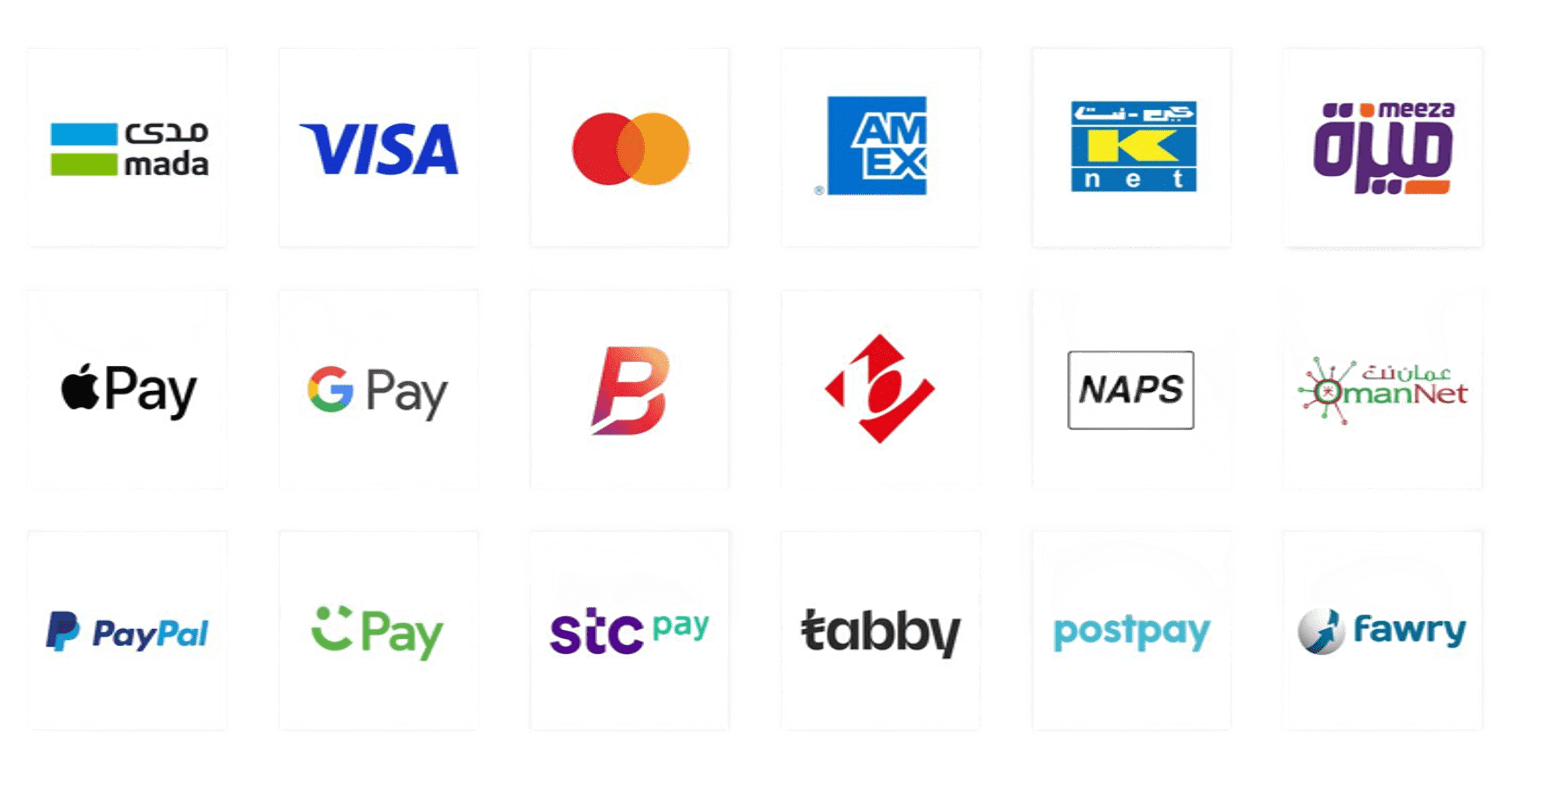 مدى
mada
VISA
AM
EX
®
كي-نت
K
n e t
meeza
ميزة
Pay
G Pay
B
b
NAPS
عمان نت
OmanNet
P PayPal
Pay
stc pay
tabby
postpay
fawry